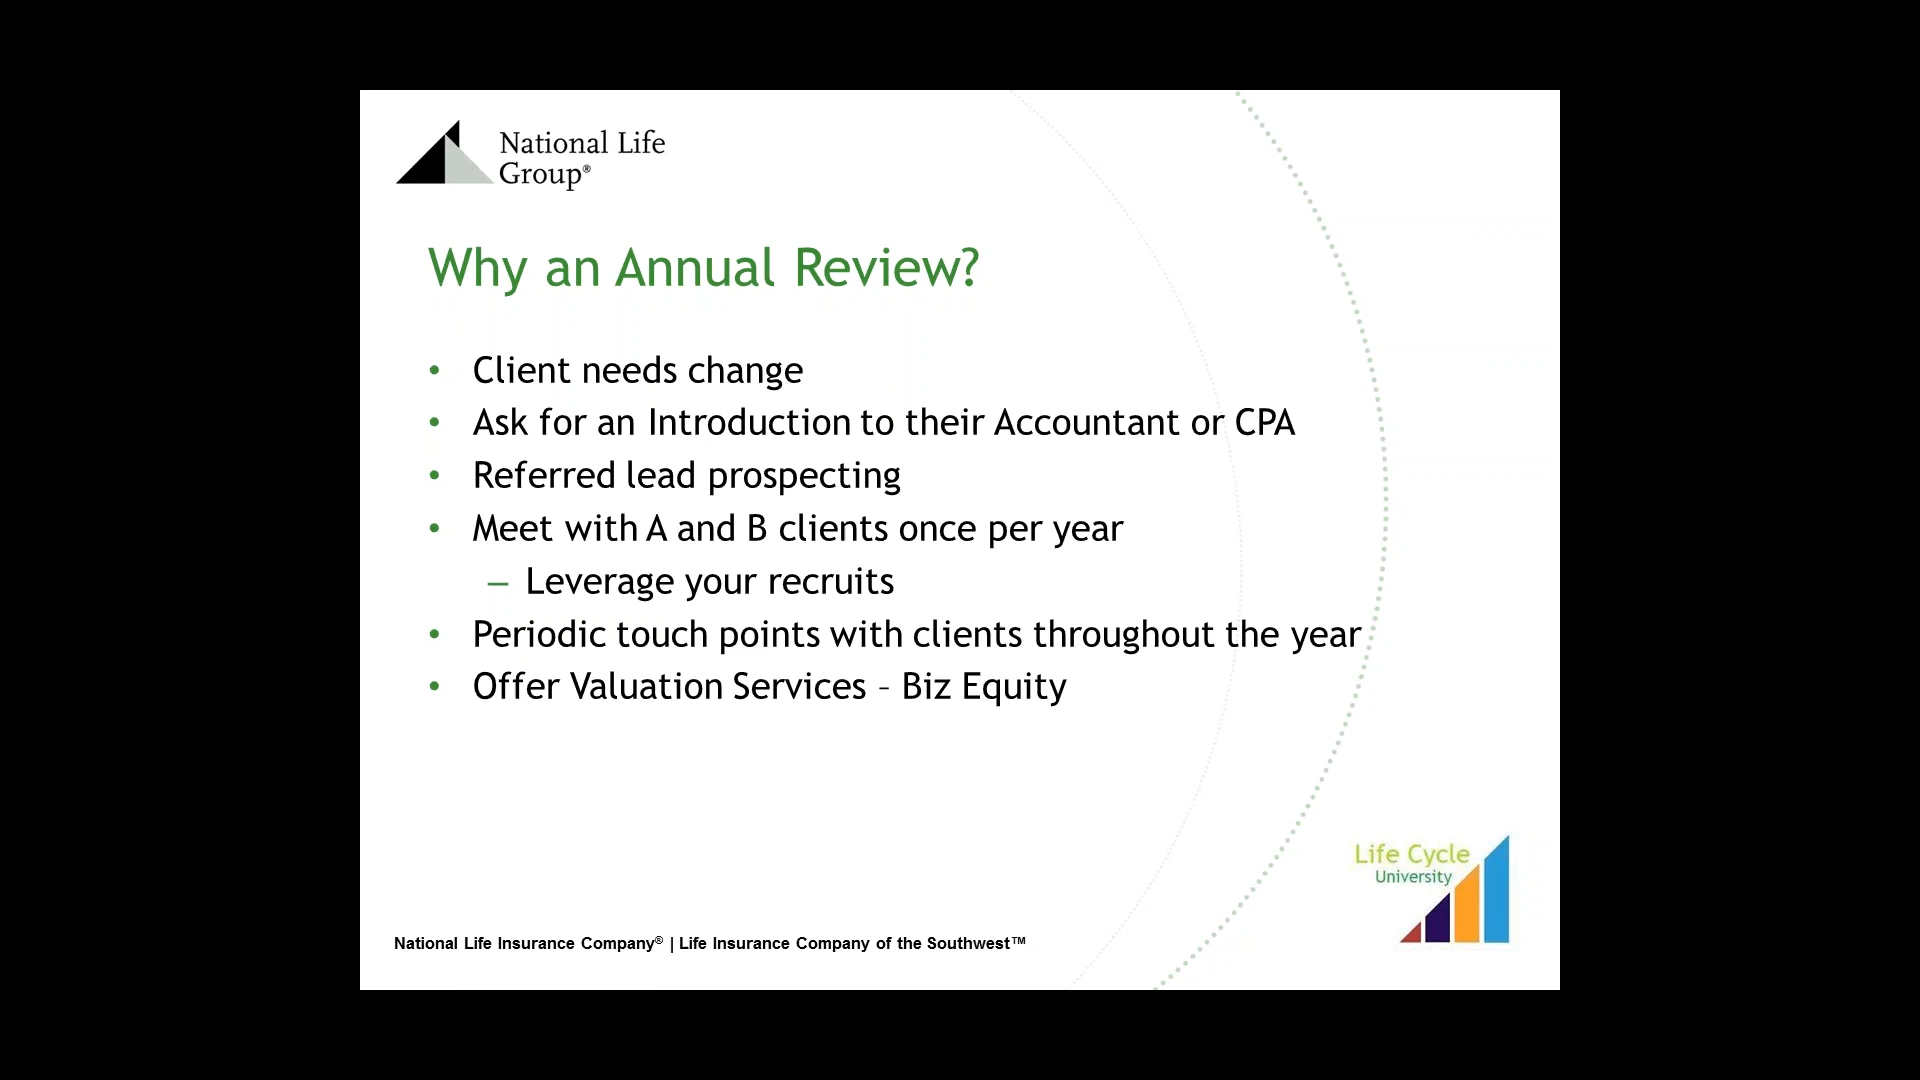 National Life
Group®
Why an Annual Review?
• Client needs change
• Ask for an Introduction to their Accountant or CPA
• Referred lead prospecting
• Meet with A and B clients once per year
– Leverage your recruits
• Periodic touch points with clients throughout the year
• Offer Valuation Services – Biz Equity
Life Cycle
University
National Life Insurance Company® | Life Insurance Company of the Southwest™